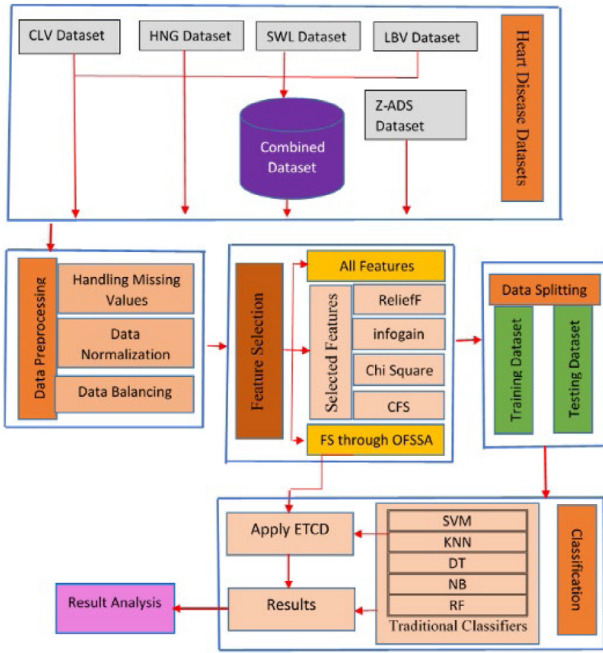 CLV Dataset
HNG Dataset
SWL Dataset
LBV Dataset
Z-ADS
Dataset
Combined
Dataset
Heart Disease Datasets
Data Preprocessing
Handling Missing
Values
Data
Normalization
Data Balancing
Feature Selection
All Features
Selected Features
ReliefF
infogain
Chi Square
CFS
FS through OFSSA
Data Splitting
Training Dataset
Testing Dataset
Apply ETCD
Results
SVM
KNN
DT
NB
RF
Traditional Classifiers
Classification
Result Analysis